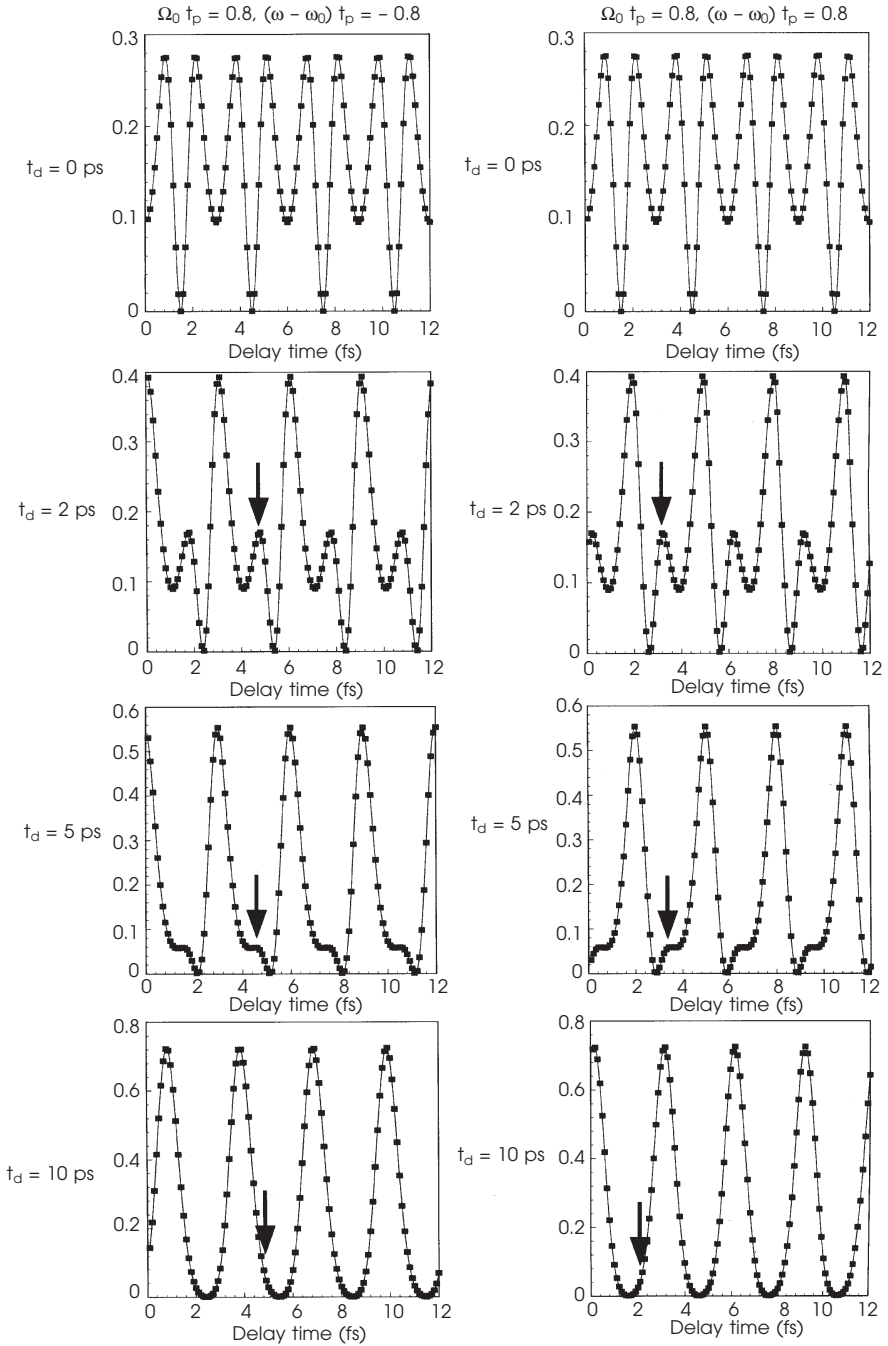 Ω₀ tₚ = 0.8, (ω – ω₀) tₚ = – 0.8
Ω₀ tₚ = 0.8, (ω – ω₀) tₚ = 0.8
t_d = 0 ps
0.3
0.2
0.1
0
0 2 4 6 8 10 12
Delay time (fs)
t_d = 0 ps
0.3
0.2
0.1
0
0 2 4 6 8 10 12
Delay time (fs)
t_d = 2 ps
0.4
0.3
0.2
0.1
0
0 2 4 6 8 10 12
Delay time (fs)
t_d = 2 ps
0.4
0.3
0.2
0.1
0
0 2 4 6 8 10 12
Delay time (fs)
t_d = 5 ps
0.6
0.5
0.4
0.3
0.2
0.1
0
0 2 4 6 8 10 12
Delay time (fs)
t_d = 5 ps
0.6
0.5
0.4
0.3
0.2
0.1
0
0 2 4 6 8 10 12
Delay time (fs)
t_d = 10 ps
0.8
0.6
0.4
0.2
0
0 2 4 6 8 10 12
Delay time (fs)
t_d = 10 ps
0.8
0.6
0.4
0.2
0
0 2 4 6 8 10 12
Delay time (fs)